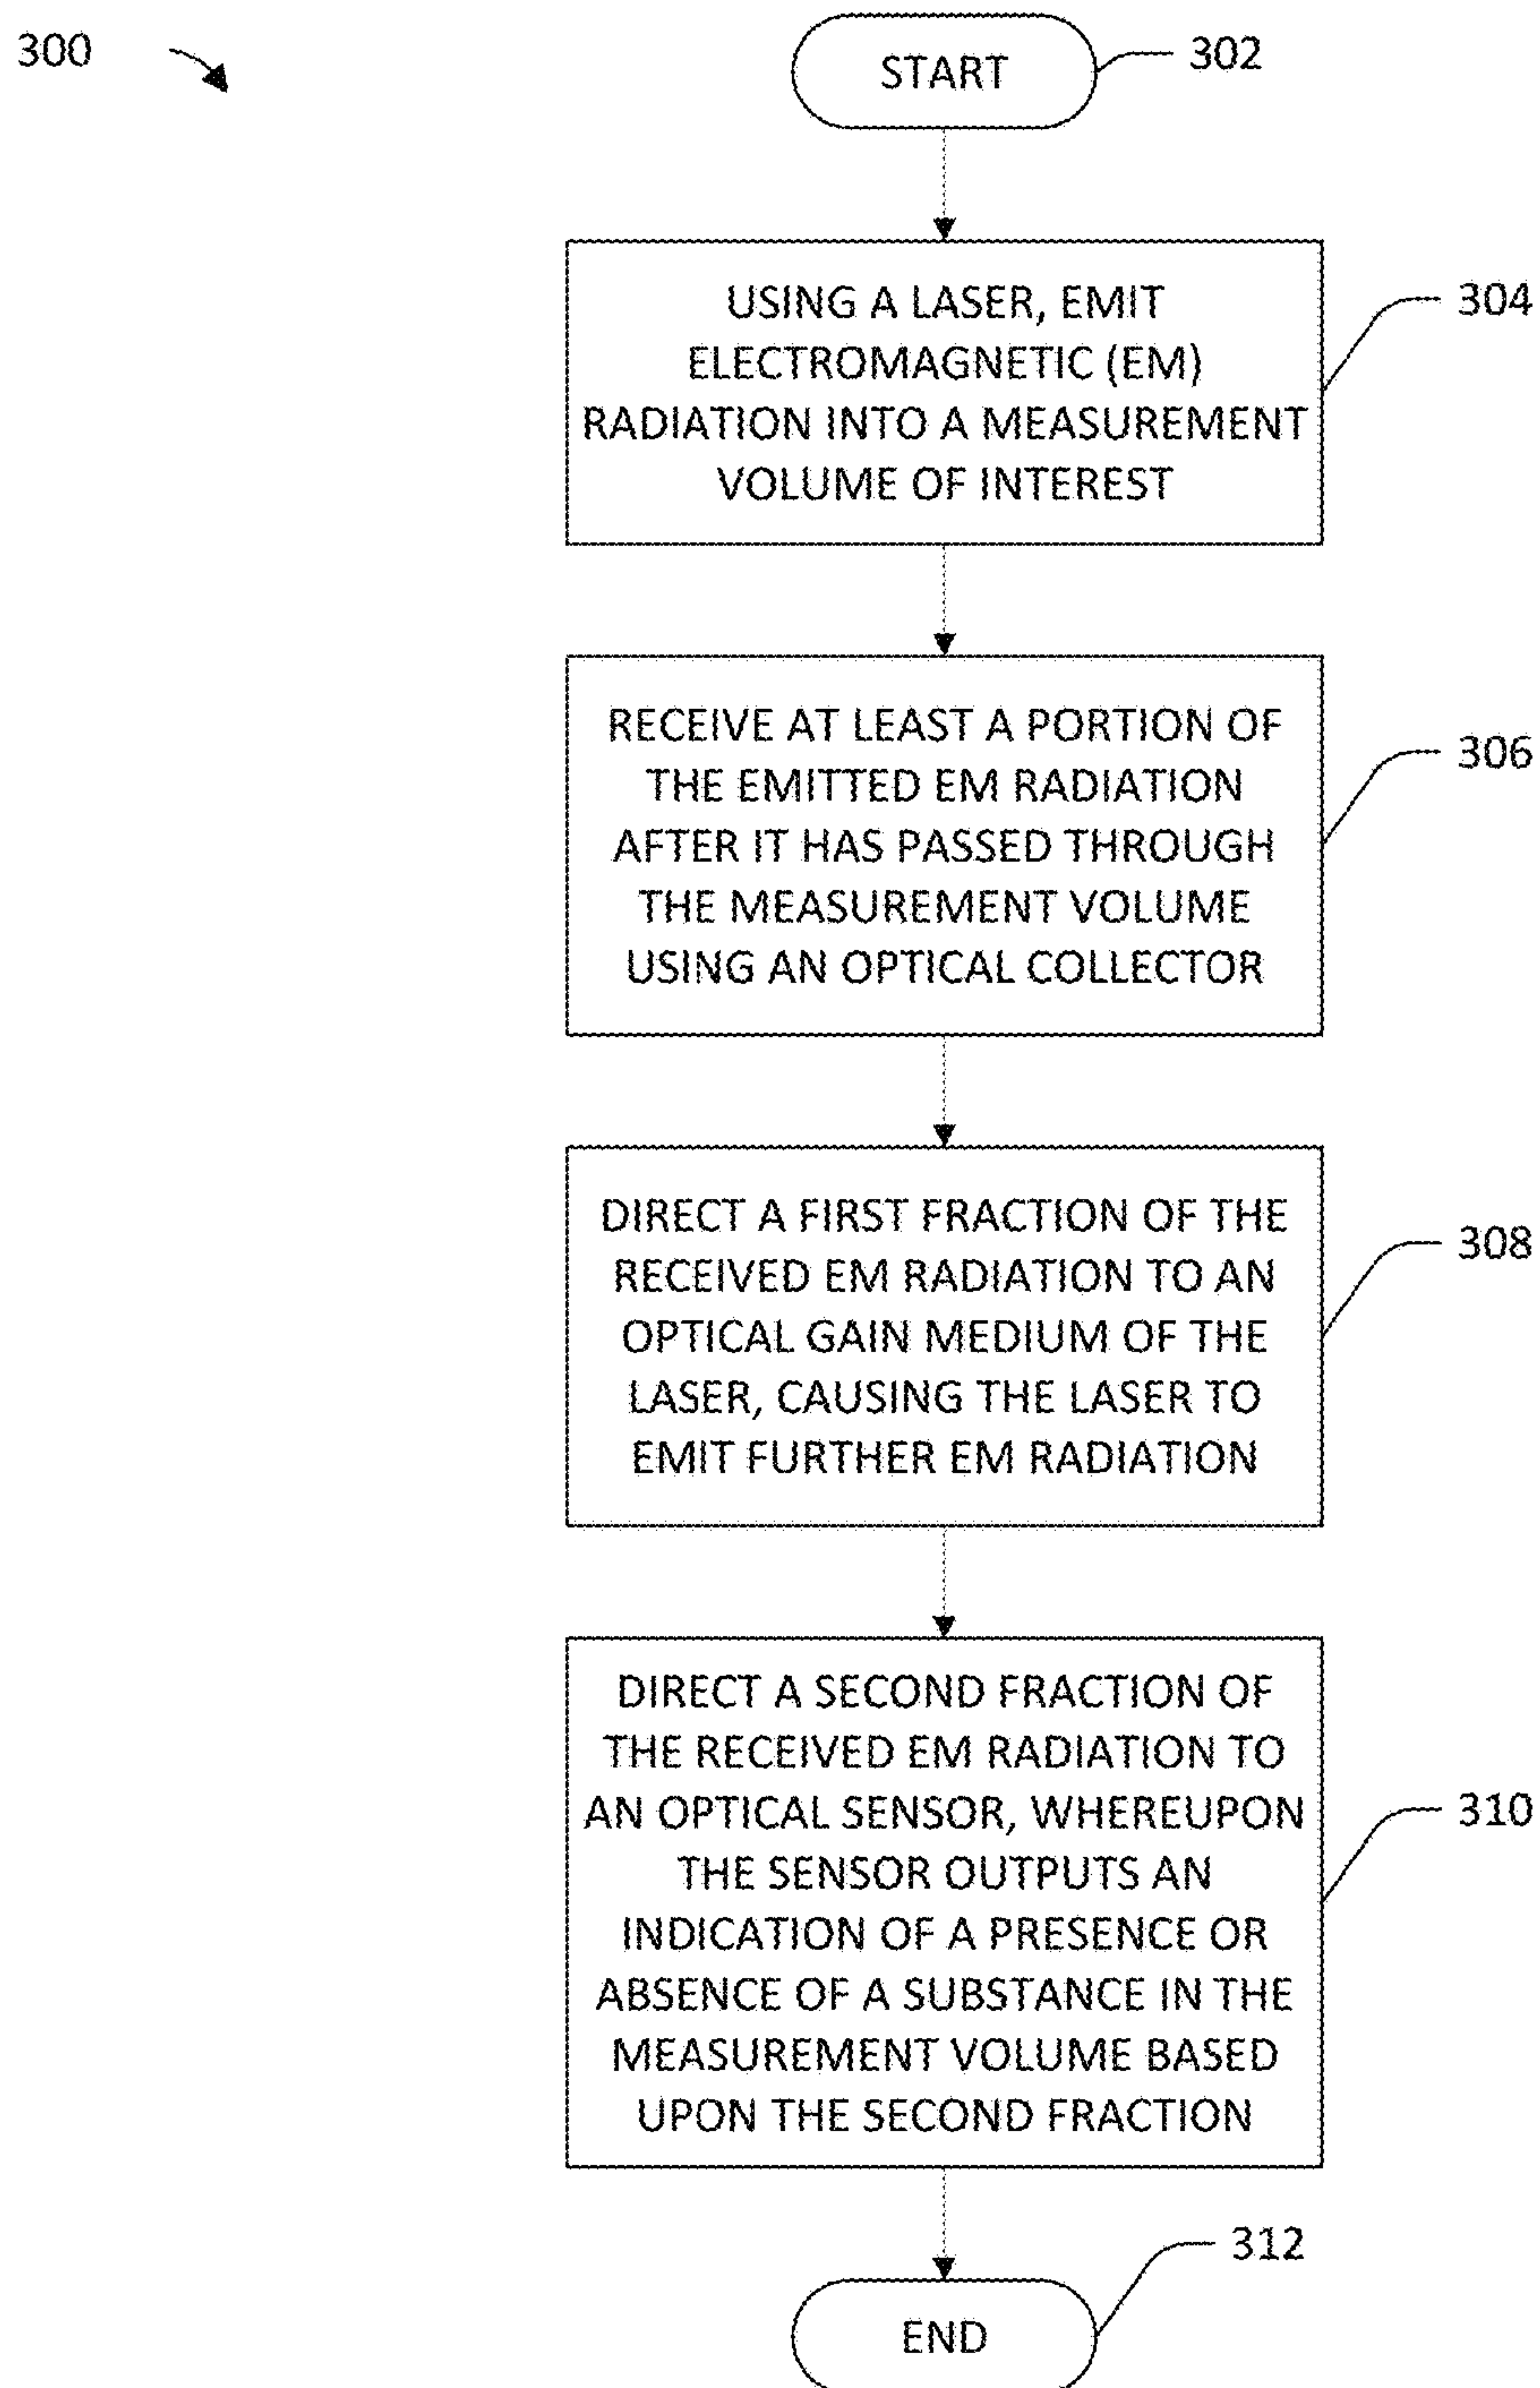 300
START
302
USING A LASER, EMIT
ELECTROMAGNETIC (EM)
RADIATION INTO A MEASUREMENT
VOLUME OF INTEREST
304
RECEIVE AT LEAST A PORTION OF
THE EMITTED EM RADIATION
AFTER IT HAS PASSED THROUGH
THE MEASUREMENT VOLUME
USING AN OPTICAL COLLECTOR
306
DIRECT A FIRST FRACTION OF THE
RECEIVED EM RADIATION TO AN
OPTICAL GAIN MEDIUM OF THE
LASER, CAUSING THE LASER TO
EMIT FURTHER EM RADIATION
308
DIRECT A SECOND FRACTION OF
THE RECEIVED EM RADIATION TO
AN OPTICAL SENSOR, WHEREUPON
THE SENSOR OUTPUTS AN
INDICATION OF A PRESENCE OR
ABSENCE OF A SUBSTANCE IN THE
MEASUREMENT VOLUME BASED
UPON THE SECOND FRACTION
310
END
312